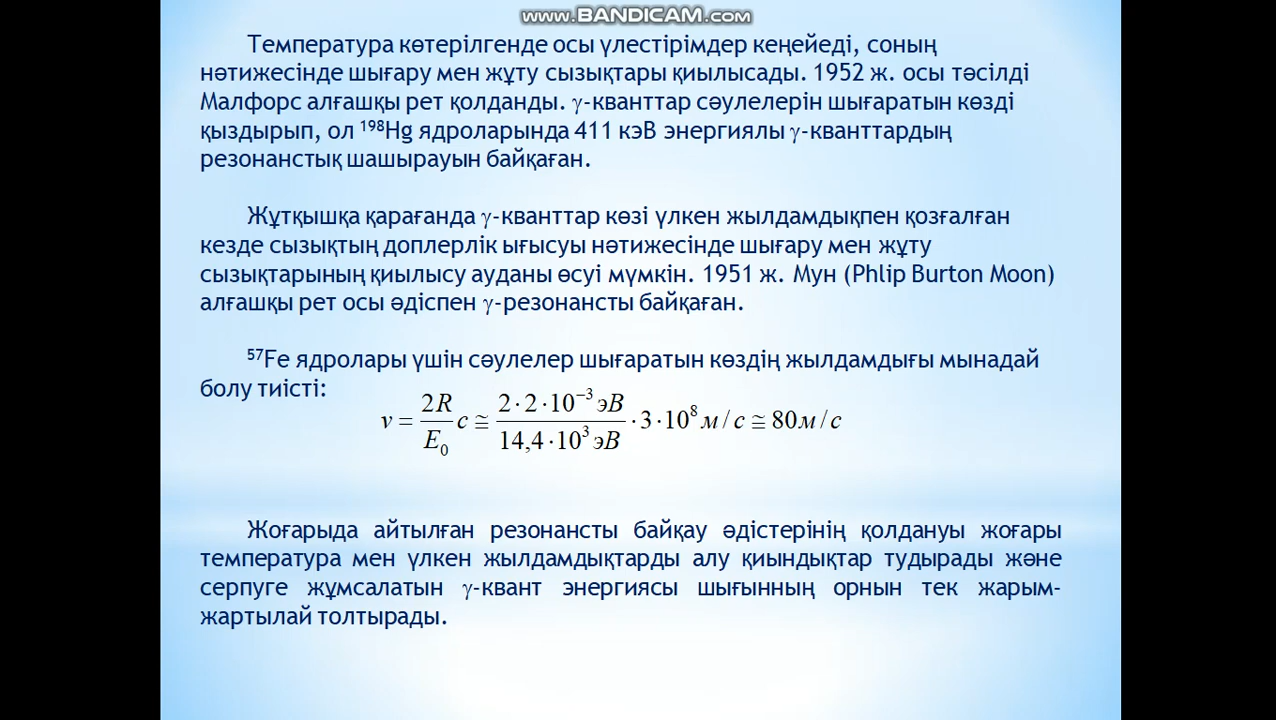 www.BANDICAM.com
Температура көтерілгенде осы үлестірімдер кеңейеді, соның
нәтижесінде шығару мен жұту сызықтары қиылысады. 1952 ж. осы тәсілді
Малфорс алғашқы рет қолданды. γ-кванттар сәулелерін шығаратын көзді
қыздырып, ол ¹⁹⁸Hg ядроларында 411 кэВ энергиялы γ-кванттардың
резонанстық шашырауын байқаған.
Жұтқышқа қарағанда γ-кванттар көзі үлкен жылдамдықпен қозғалған
кезде сызықтың доплерлік ығысуы нәтижесінде шығару мен жұту
сызықтарының қиылысу ауданы өсуі мүмкін. 1951 ж. Мун (Phlip Burton Moon)
алғашқы рет осы әдіспен γ-резонансты байқаған.
⁵⁷Fe ядролары үшін сәулелер шығаратын көздің жылдамдығы мынадай
болу тиісті:
v = 2R/E₀ c ≅ 2·2·10⁻³эВ/14,4·10³эВ ·3·10⁸ м/с ≅ 80м/с
Жоғарыда айтылған резонансты байқау әдістерінің қолдануы жоғары
температура мен үлкен жылдамдықтарды алу қиындықтар тудырады және
серпуге жұмсалатын γ-квант энергиясы шығынның орнын тек жарым-
жартылай толтырады.